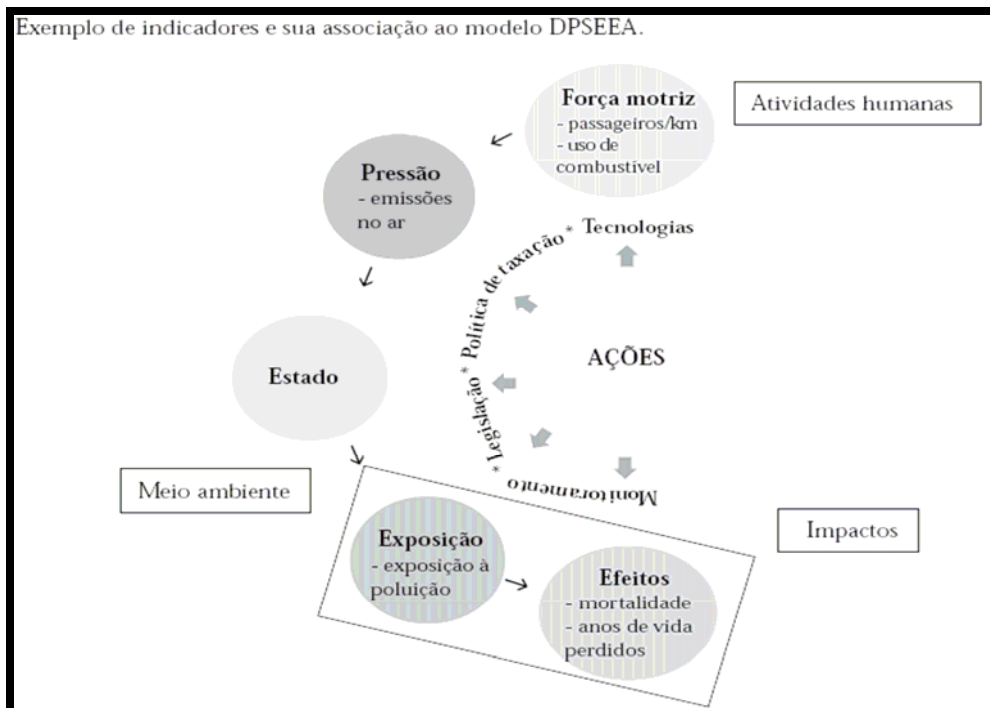 Exemplo de indicadores e sua associação ao modelo DPSEEA.
Força motriz
- passageiros/km
- uso de
combustível
Atividades humanas
Pressão
- emissões
no ar
Estado
Meio ambiente
* Legislação * Política de taxação * Tecnologias
AÇÕES
Monitoramento
Exposição
- exposição à
poluição
Efeitos
- mortalidade
- anos de vida
perdidos
Impactos